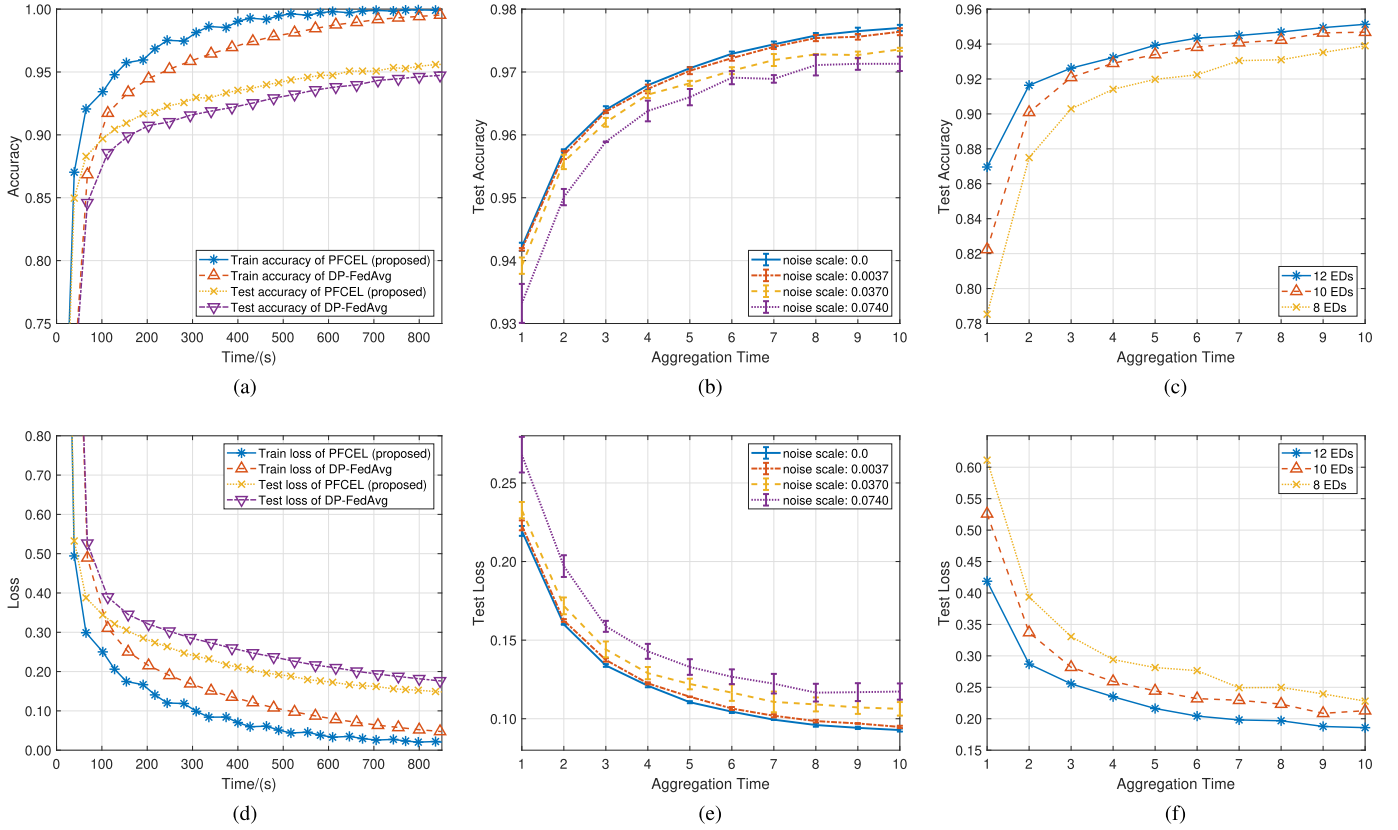 1.00
0.95
0.90
0.85
0.80
0.75
Accuracy
0 100 200 300 400 500 600 700 800
Time/(s)
Train accuracy of PFCEL (proposed)
Train accuracy of DP-FedAvg
Test accuracy of PFCEL (proposed)
Test accuracy of DP-FedAvg
(a)
0.98
0.97
0.96
0.95
0.94
0.93
Test Accuracy
1 2 3 4 5 6 7 8 9 10
Aggregation Time
noise scale: 0.0
noise scale: 0.0037
noise scale: 0.0370
noise scale: 0.0740
(b)
0.96
0.94
0.92
0.90
0.88
0.86
0.84
0.82
0.80
0.78
Test Accuracy
1 2 3 4 5 6 7 8 9 10
Aggregation Time
12 EDs
10 EDs
8 EDs
(c)
0.80
0.70
0.60
0.50
0.40
0.30
0.20
0.10
0.00
Loss
0 100 200 300 400 500 600 700 800
Time/(s)
Train loss of PFCEL (proposed)
Train loss of DP-FedAvg
Test loss of PFCEL (proposed)
Test loss of DP-FedAvg
(d)
0.25
0.20
0.15
0.10
Test Loss
1 2 3 4 5 6 7 8 9 10
Aggregation Time
noise scale: 0.0
noise scale: 0.0037
noise scale: 0.0370
noise scale: 0.0740
(e)
0.60
0.55
0.50
0.45
0.40
0.35
0.30
0.25
0.20
0.15
Test Loss
1 2 3 4 5 6 7 8 9 10
Aggregation Time
12 EDs
10 EDs
8 EDs
(f)